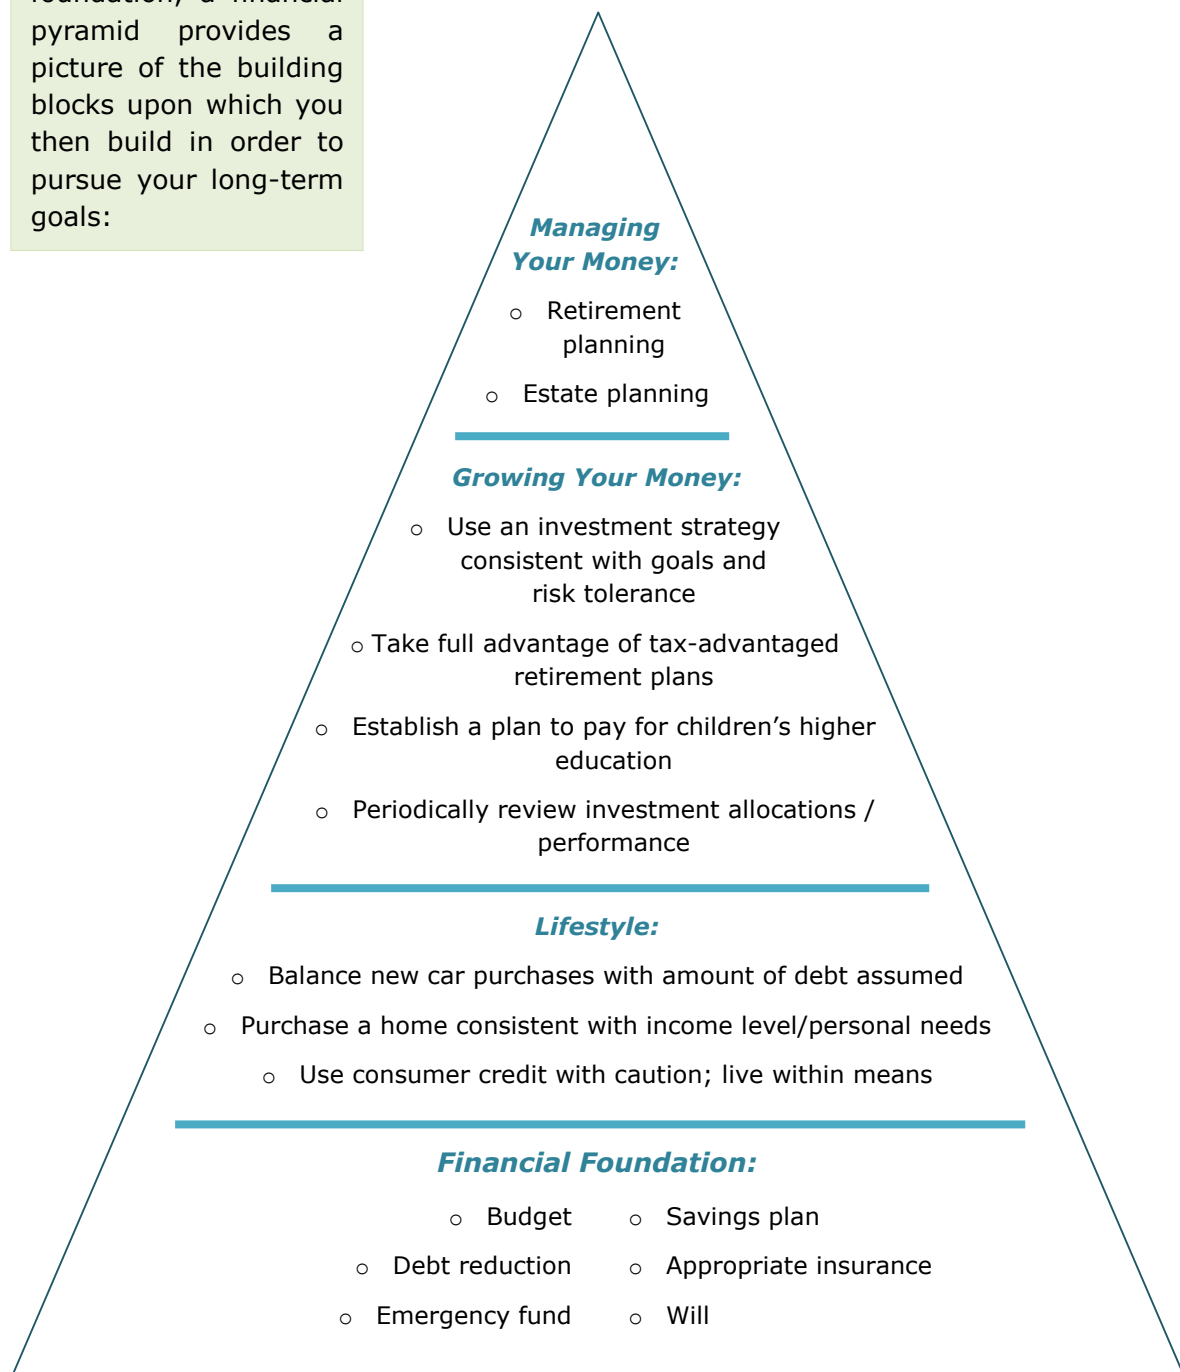 foundation, a financial
pyramid provides a
picture of the building
blocks upon which you
then build in order to
pursue your long-term
goals:
Managing
Your Money:
o Retirement
planning
o Estate planning
Growing Your Money:
o Use an investment strategy
consistent with goals and
risk tolerance
o Take full advantage of tax-advantaged
retirement plans
o Establish a plan to pay for children’s higher
education
o Periodically review investment allocations /
performance
Lifestyle:
o Balance new car purchases with amount of debt assumed
o Purchase a home consistent with income level/personal needs
o Use consumer credit with caution; live within means
Financial Foundation:
o Budget o Savings plan
o Debt reduction o Appropriate insurance
o Emergency fund o Will